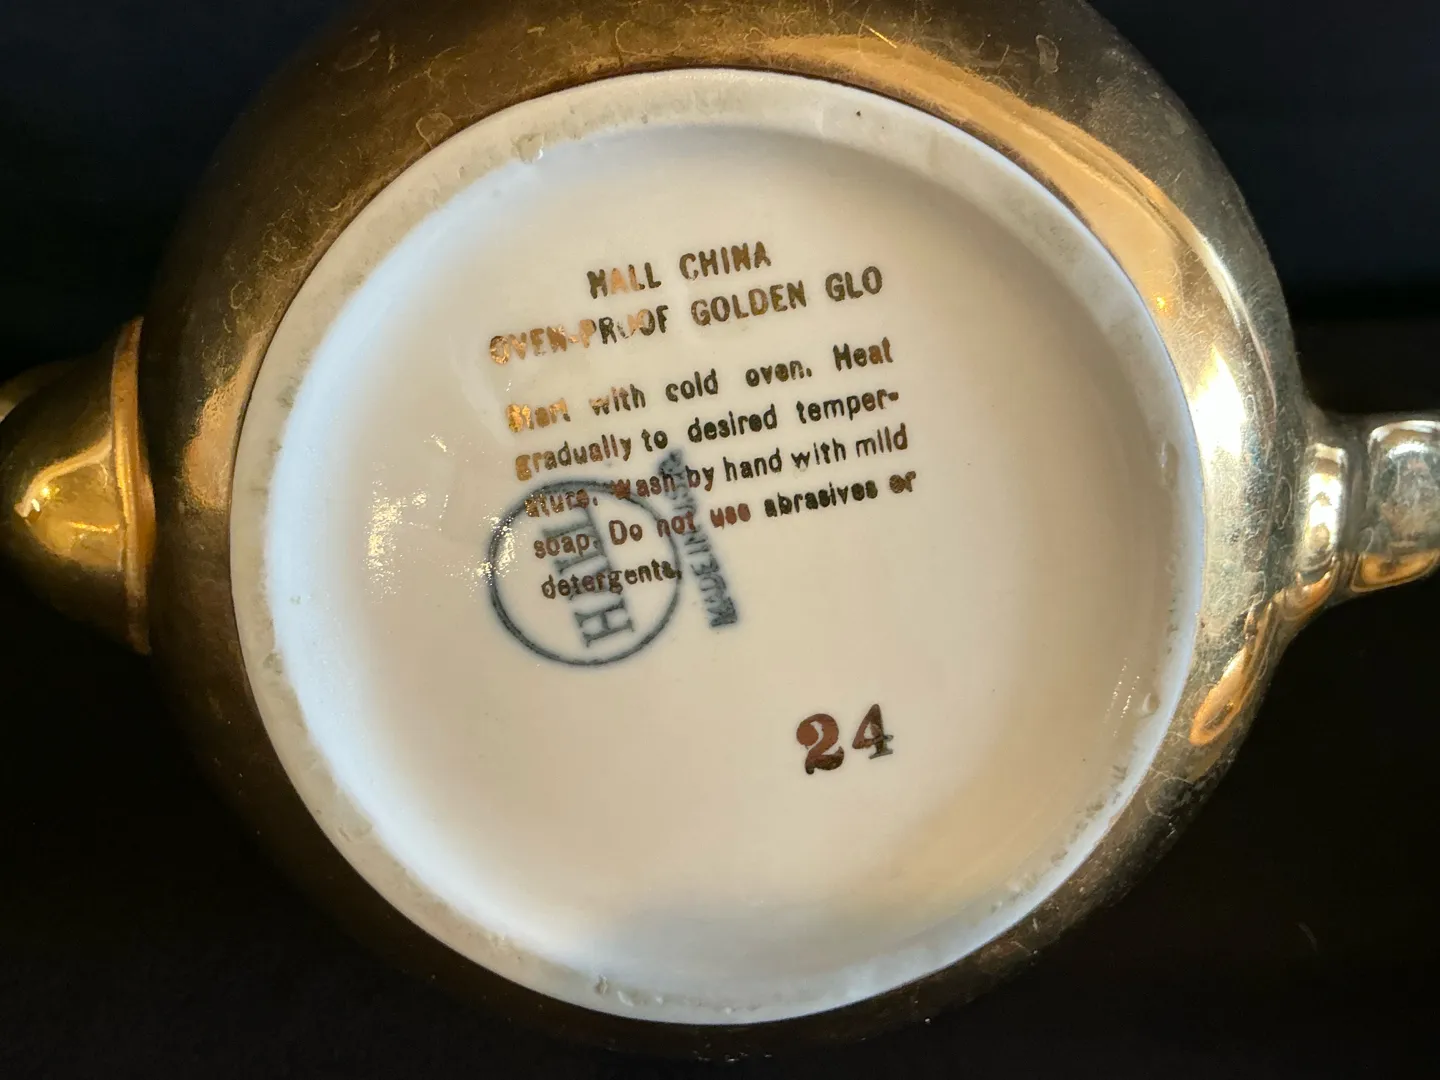 HALL CHINA
OVEN-PROOF GOLDEN GLO
Start with cold oven. Heat
gradually to desired temper-
ature. Wash by hand with mild
soap. Do not use abrasives or
detergents.
HALL
MADE IN
24